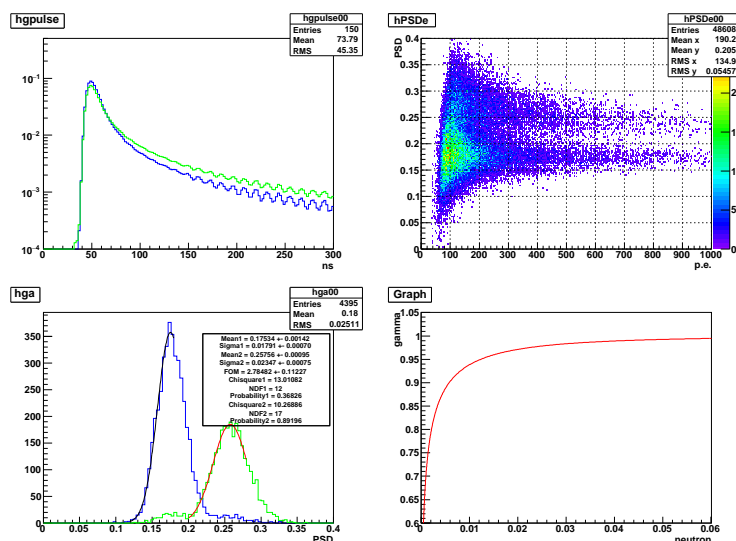 hgpulse
hgpulse00
Entries 150
Mean 73.79
RMS 45.35
10⁻¹
10⁻²
10⁻³
10⁻⁴
0 50 100 150 200 250 300
ns
hPSDe
hPSDe00
Entries 48608
Mean x 190.2
Mean y 0.205
RMS x 134.9
RMS y 0.05457
PSD
0.4
0.35
0.3
0.25
0.2
0.15
0.1
0.05
0
0 100 200 300 400 500 600 700 800 900 1000
p.e.
hga
hga00
Entries 4395
Mean 0.18
RMS 0.02511
Mean1 = 0.17534 +- 0.00142
Sigma1 = 0.01791 +- 0.00070
Mean2 = 0.25756 +- 0.00095
Sigma2 = 0.02347 +- 0.00075
FOM = 2.78482 +- 0.11227
Chisquare1 = 13.01082
NDF1 = 12
Probability1 = 0.36826
Chisquare2 = 10.26886
NDF2 = 17
Probability2 = 0.89196
350
300
250
200
150
100
50
0
0 0.05 0.1 0.15 0.2 0.25 0.3 0.35 0.4
PSD
Graph
gamma
1
0.95
0.9
0.85
0.8
0.75
0.7
0.65
0.6
0 0.01 0.02 0.03 0.04 0.05 0.06
neutron